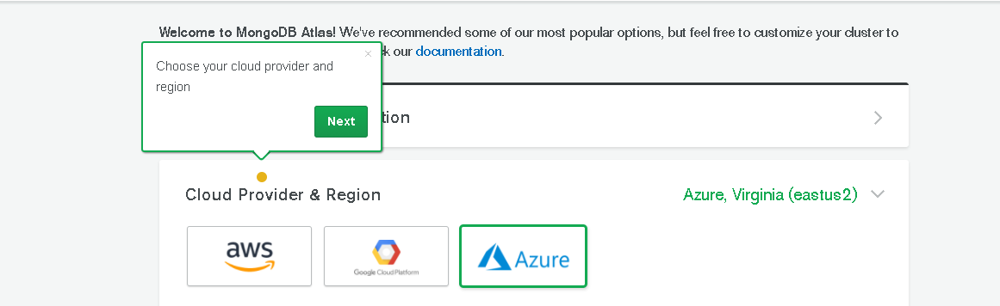 Welcome to MongoDB Atlas! We've recommended some of our most popular options, but feel free to customize your cluster to
k our documentation.
×
Choose your cloud provider and
region
Next
tion
Cloud Provider & Region
Azure, Virginia (eastus2)
aws
Google Cloud Platform
Azure